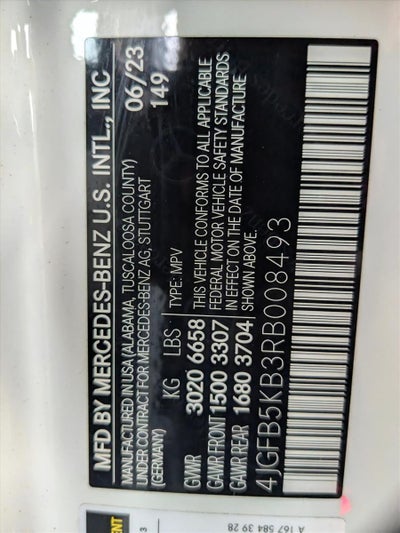 MFD BY MERCEDES-BENZ U.S. INTL., INC
MANUFACTURED IN USA (ALABAMA, TUSCALOOSA COUNTY)
UNDER CONTRACT FOR MERCEDES-BENZ AG, STUTTGART
(GERMANY)
06/23
149
KG LBS TYPE: MPV
GVWR 3020 6658
GAWR FRONT 1500 3307
GAWR REAR 1680 3704
THIS VEHICLE CONFORMS TO ALL APPLICABLE
FEDERAL MOTOR VEHICLE SAFETY STANDARDS
IN EFFECT ON THE DATE OF MANUFACTURE
SHOWN ABOVE.
4JGFB5KB3RB008493
A 167 584 39 28